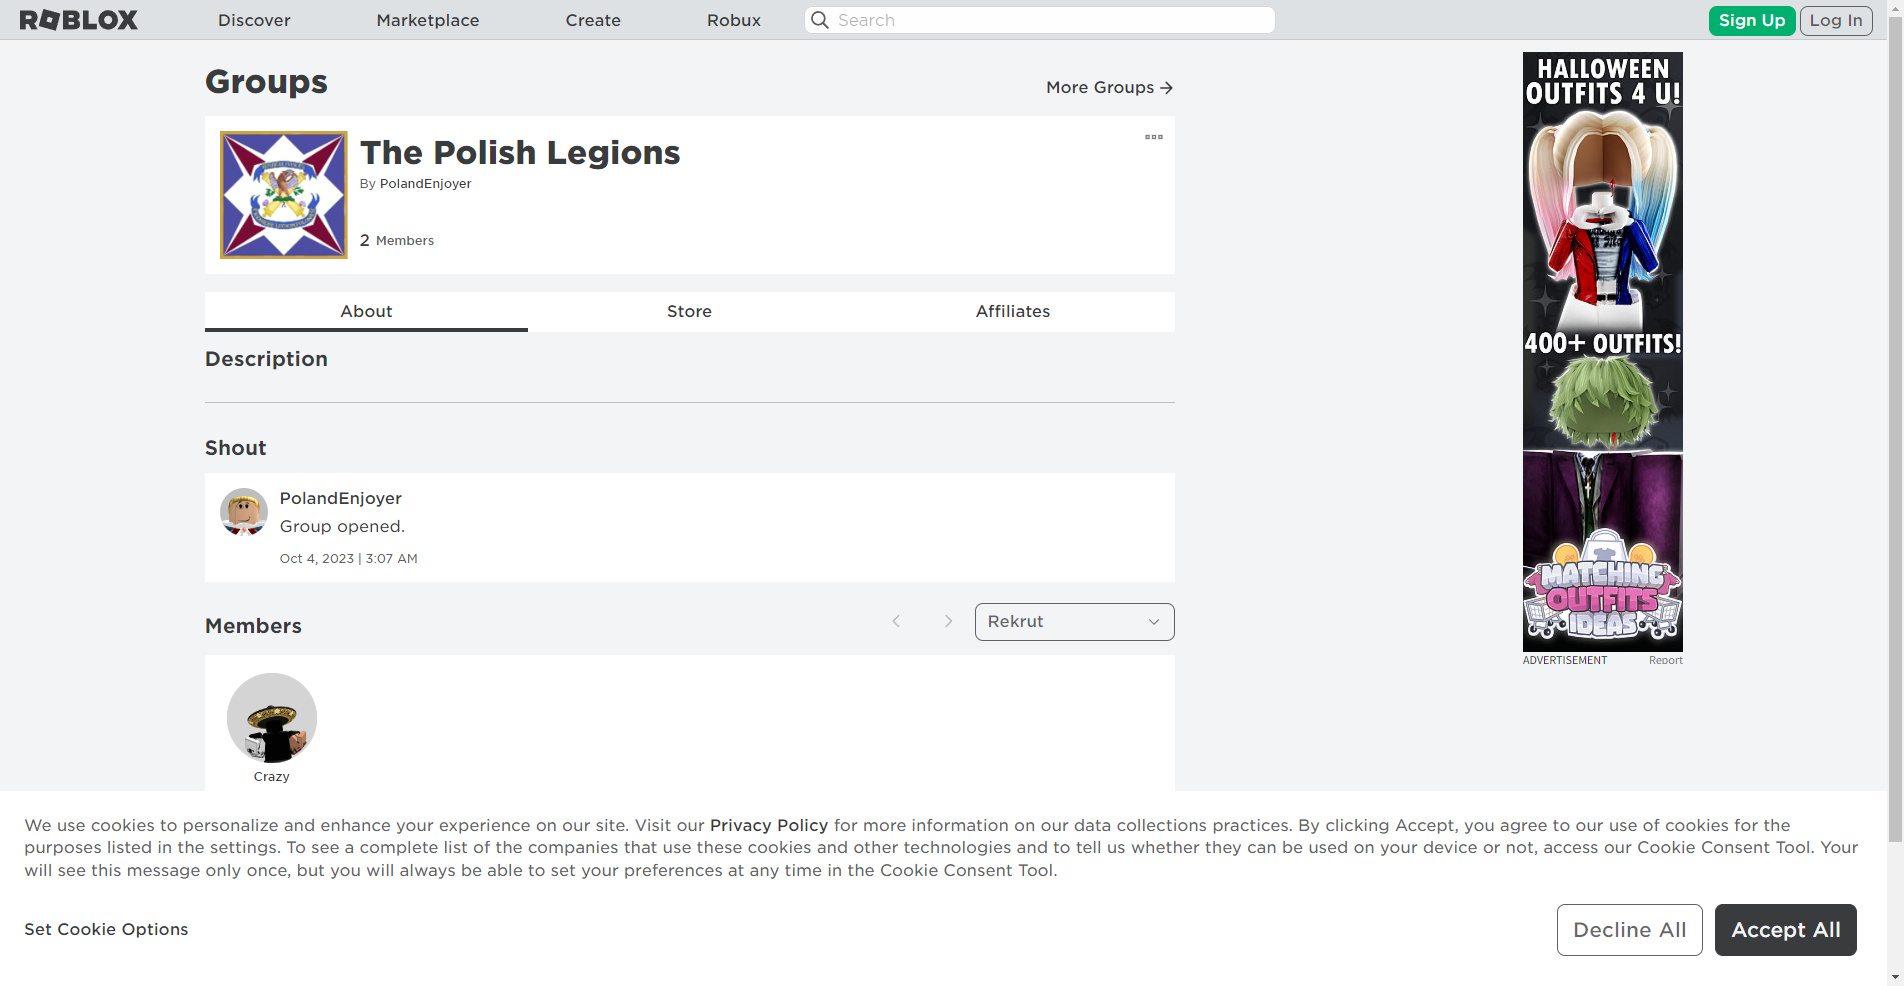 ROBLOX
Discover
Marketplace
Create
Robux
Search
Sign Up
Log In
Groups
More Groups
The Polish Legions
By PolandEnjoyer
2 Members
About
Store
Affiliates
Description
Shout
PolandEnjoyer
Group opened.
Oct 4, 2023 | 3:07 AM
Members
Rekrut
Crazy
HALLOWEEN
OUTFITS 4 U!
400+ OUTFITS!
MATCHING
OUTFITS
IDEAS
ADVERTISEMENT
Report
We use cookies to personalize and enhance your experience on our site. Visit our Privacy Policy for more information on our data collections practices. By clicking Accept, you agree to our use of cookies for the
purposes listed in the settings. To see a complete list of the companies that use these cookies and other technologies and to tell us whether they can be used on your device or not, access our Cookie Consent Tool. Your
will see this message only once, but you will always be able to set your preferences at any time in the Cookie Consent Tool.
Set Cookie Options
Decline All
Accept All